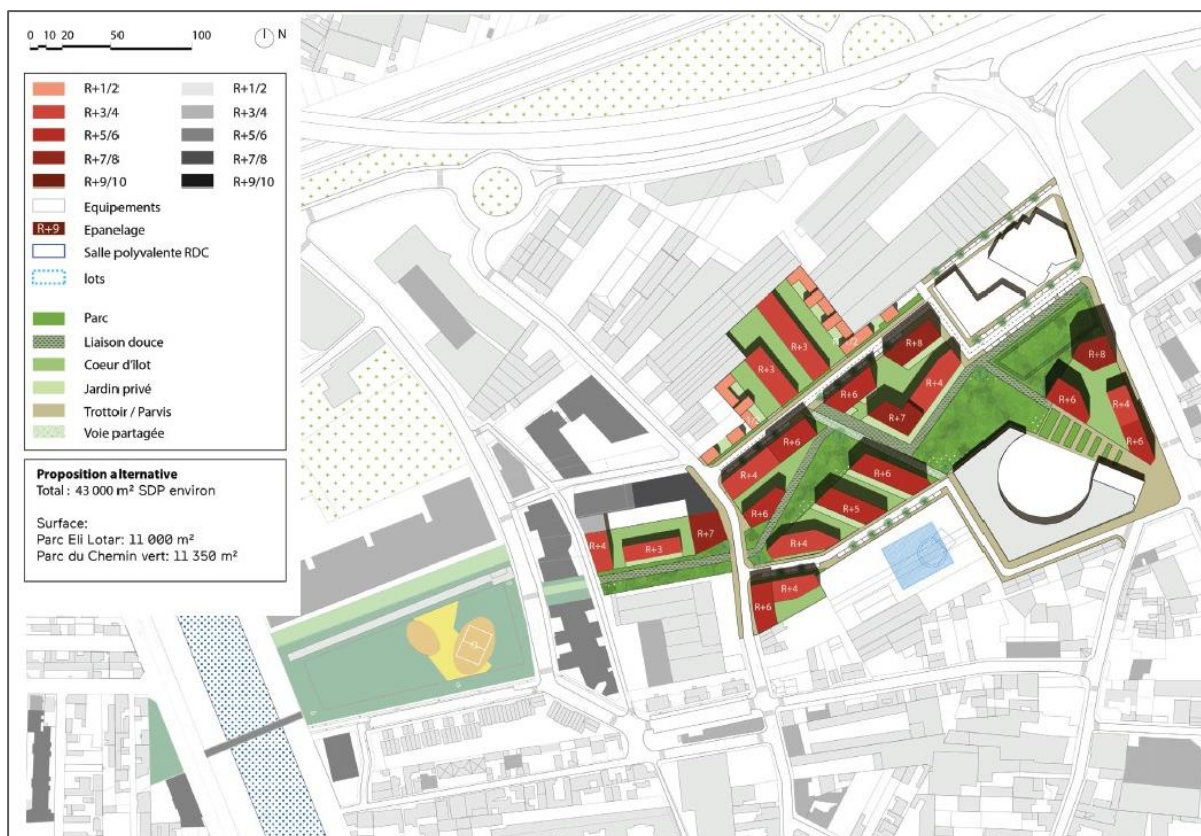 0 10 20 50 100 N
R+1/2 R+1/2
R+3/4 R+3/4
R+5/6 R+5/6
R+7/8 R+7/8
R+9/10 R+9/10
Equipements
R+9 Epanelage
Salle polyvalente RDC
lots
Parc
Liaison douce
Coeur d'îlot
Jardin privé
Trottoir / Parvis
Voie partagée
Proposition alternative
Total : 43 000 m² SDP environ
Surface:
Parc Eli Lotar: 11 000 m²
Parc du Chemin vert: 11 350 m²
R+3
R+3
R+8
R+8
R+4
R+6
R+6
R+4
R+7
R+6
R+6
R+4
R+6
R+6
R+5
R+7
R+4
R+3
R+4
R+4
R+6